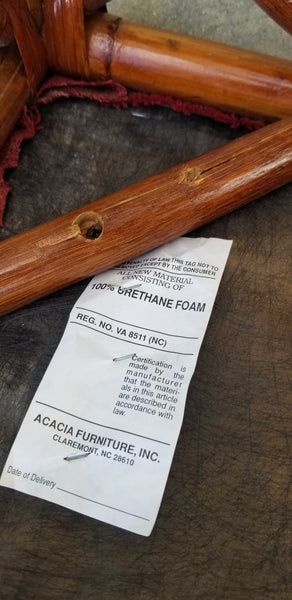 OF LAW THIS TAG NOT TO
EXCEPT BY THE CONSUMER
ALL NEW MATERIAL
CONSISTING OF
100% URETHANE FOAM
REG. NO. VA 8511 (NC)
Certification is
made by the
manufacturer
that the materi-
als in this article
are described in
accordance with
law.
ACACIA FURNITURE, INC.
CLAREMONT, NC 28610
Date of Delivery